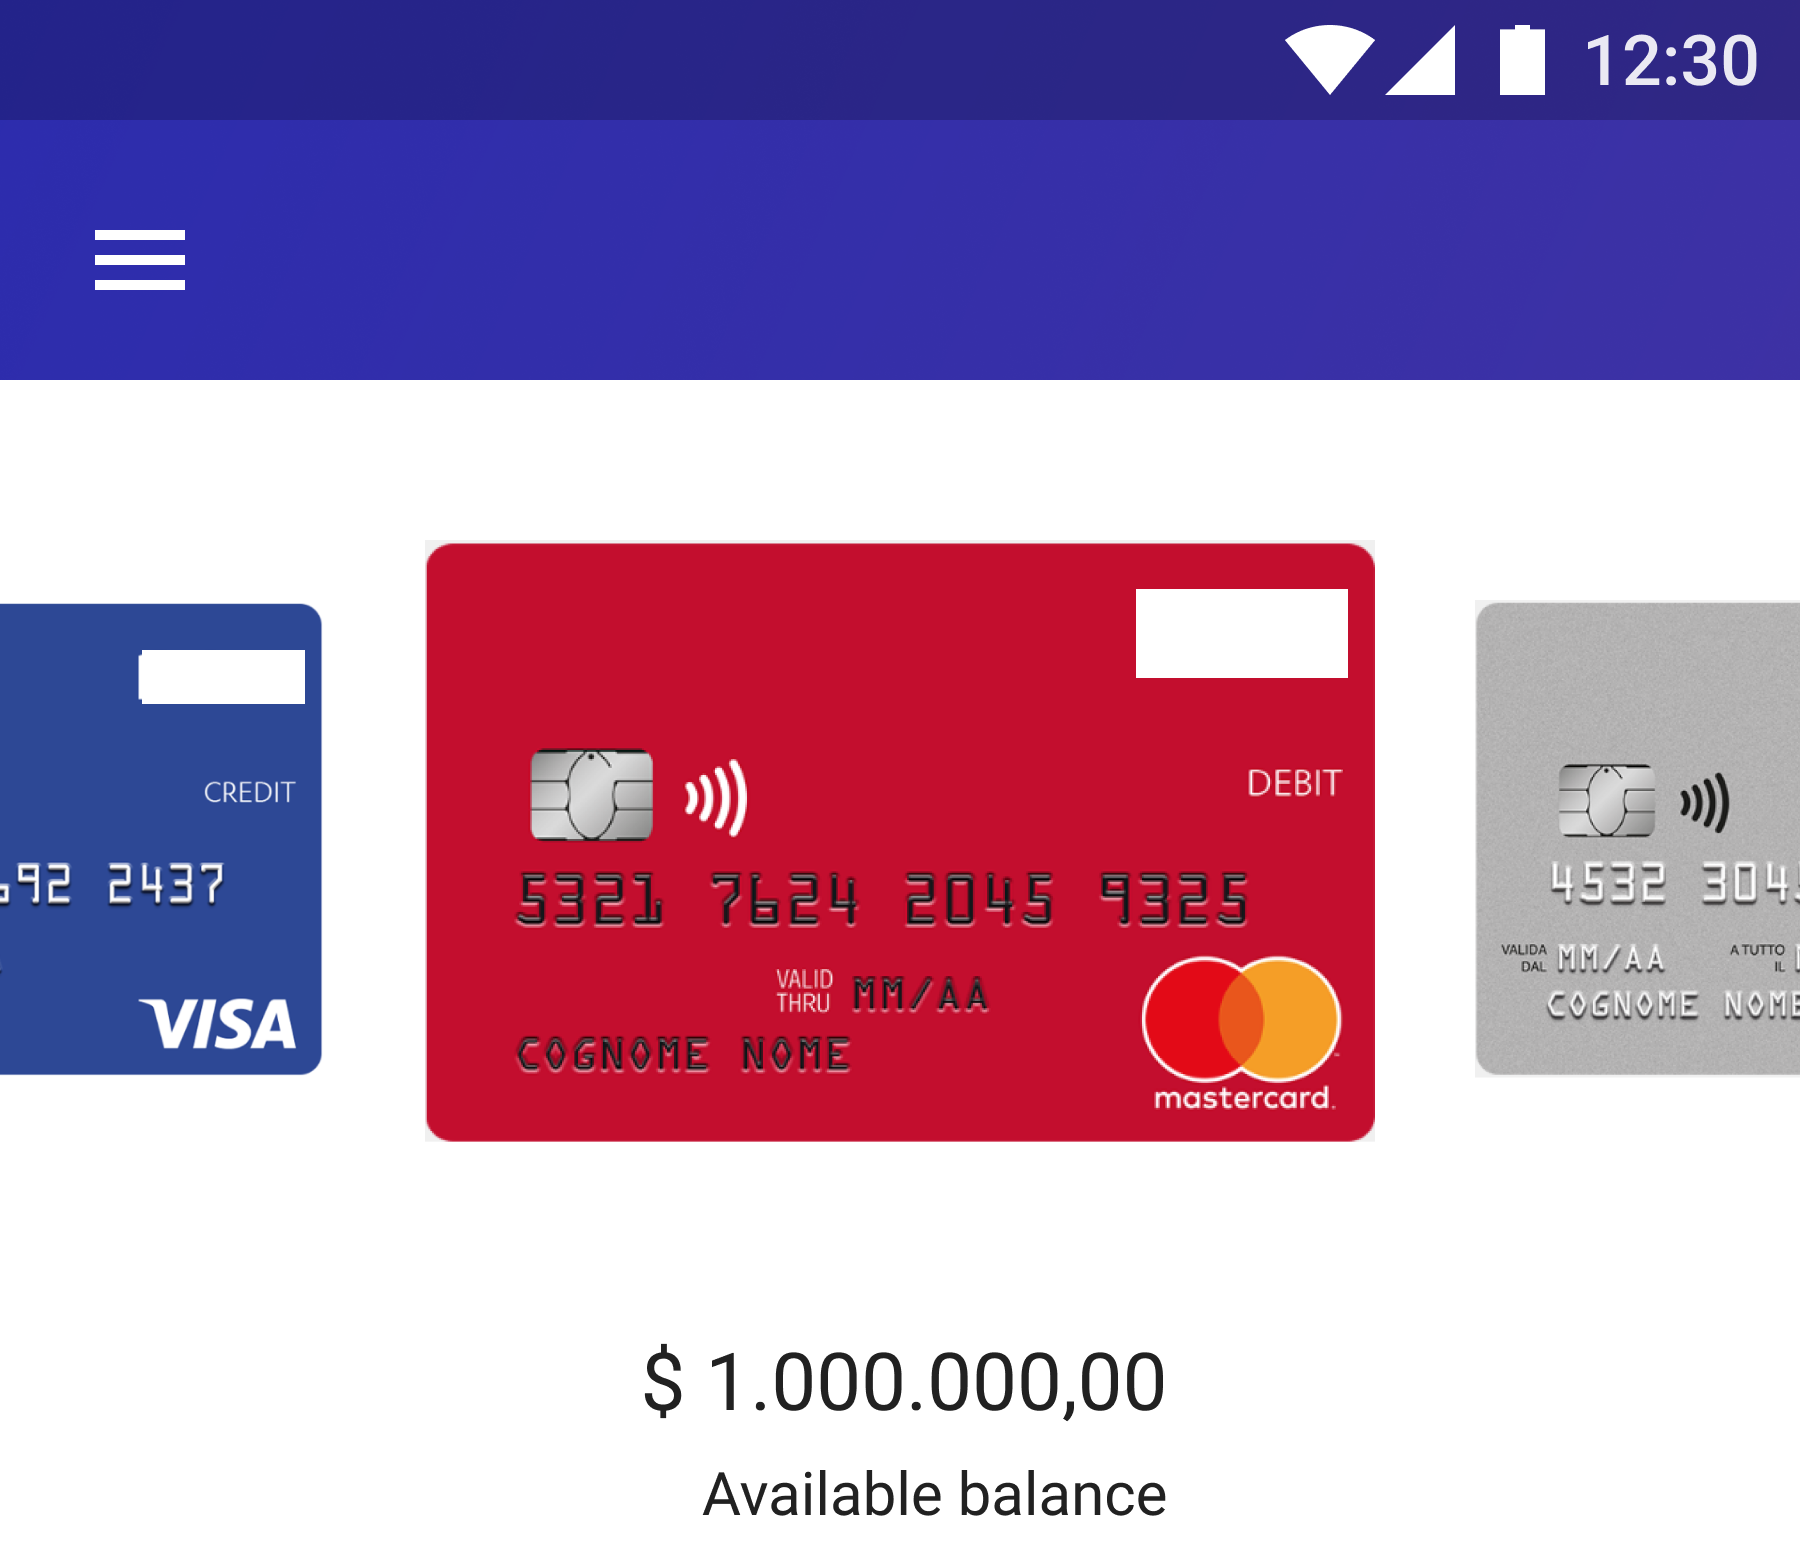 12:30
CREDIT
92 2437
VISA
DEBIT
5321 7624 2045 9325
VALID THRU MM/AA
COGNOME NOME
mastercard.
4532 304
VALIDA DAL MM/AA A TUTTO IL
COGNOME NOME
$ 1.000.000,00
Available balance